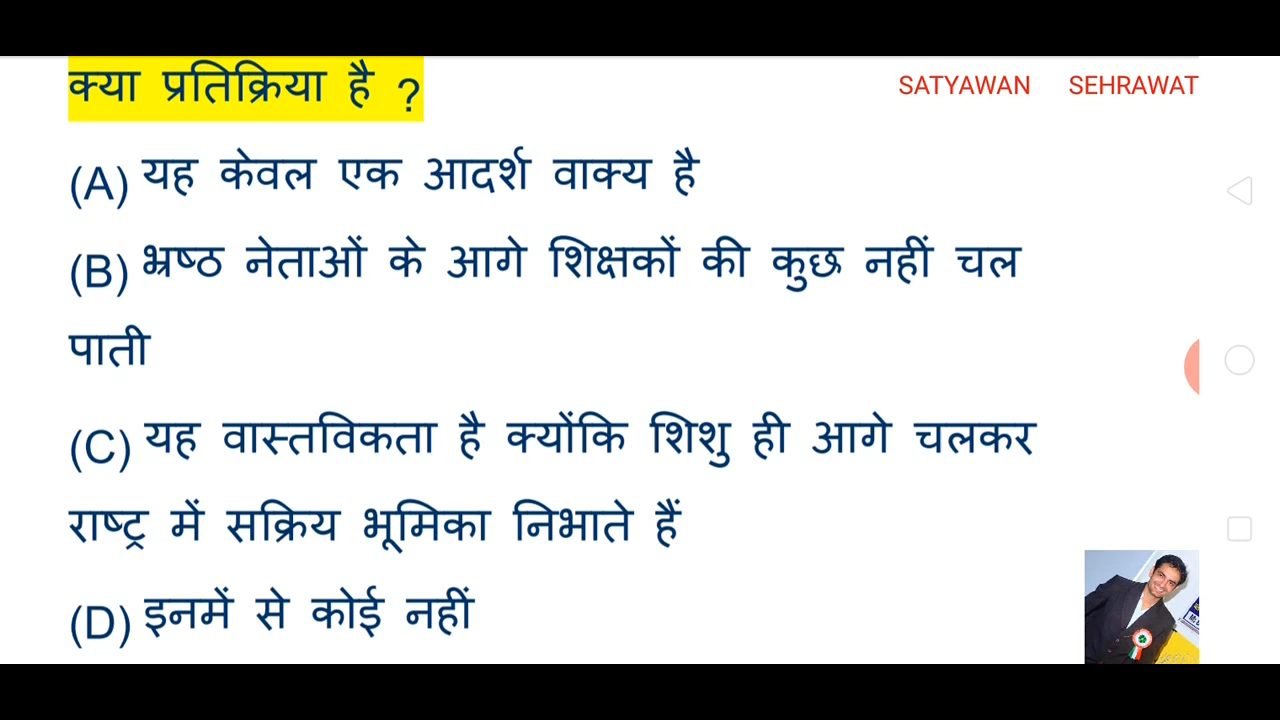 क्या प्रतिक्रिया है ?
SATYAWAN SEHRAWAT
(A) यह केवल एक आदर्श वाक्य है
(B) भ्रष्ठ नेताओं के आगे शिक्षकों की कुछ नहीं चल
पाती
(C) यह वास्तविकता है क्योंकि शिशु ही आगे चलकर
राष्ट्र में सक्रिय भूमिका निभाते हैं
(D) इनमें से कोई नहीं